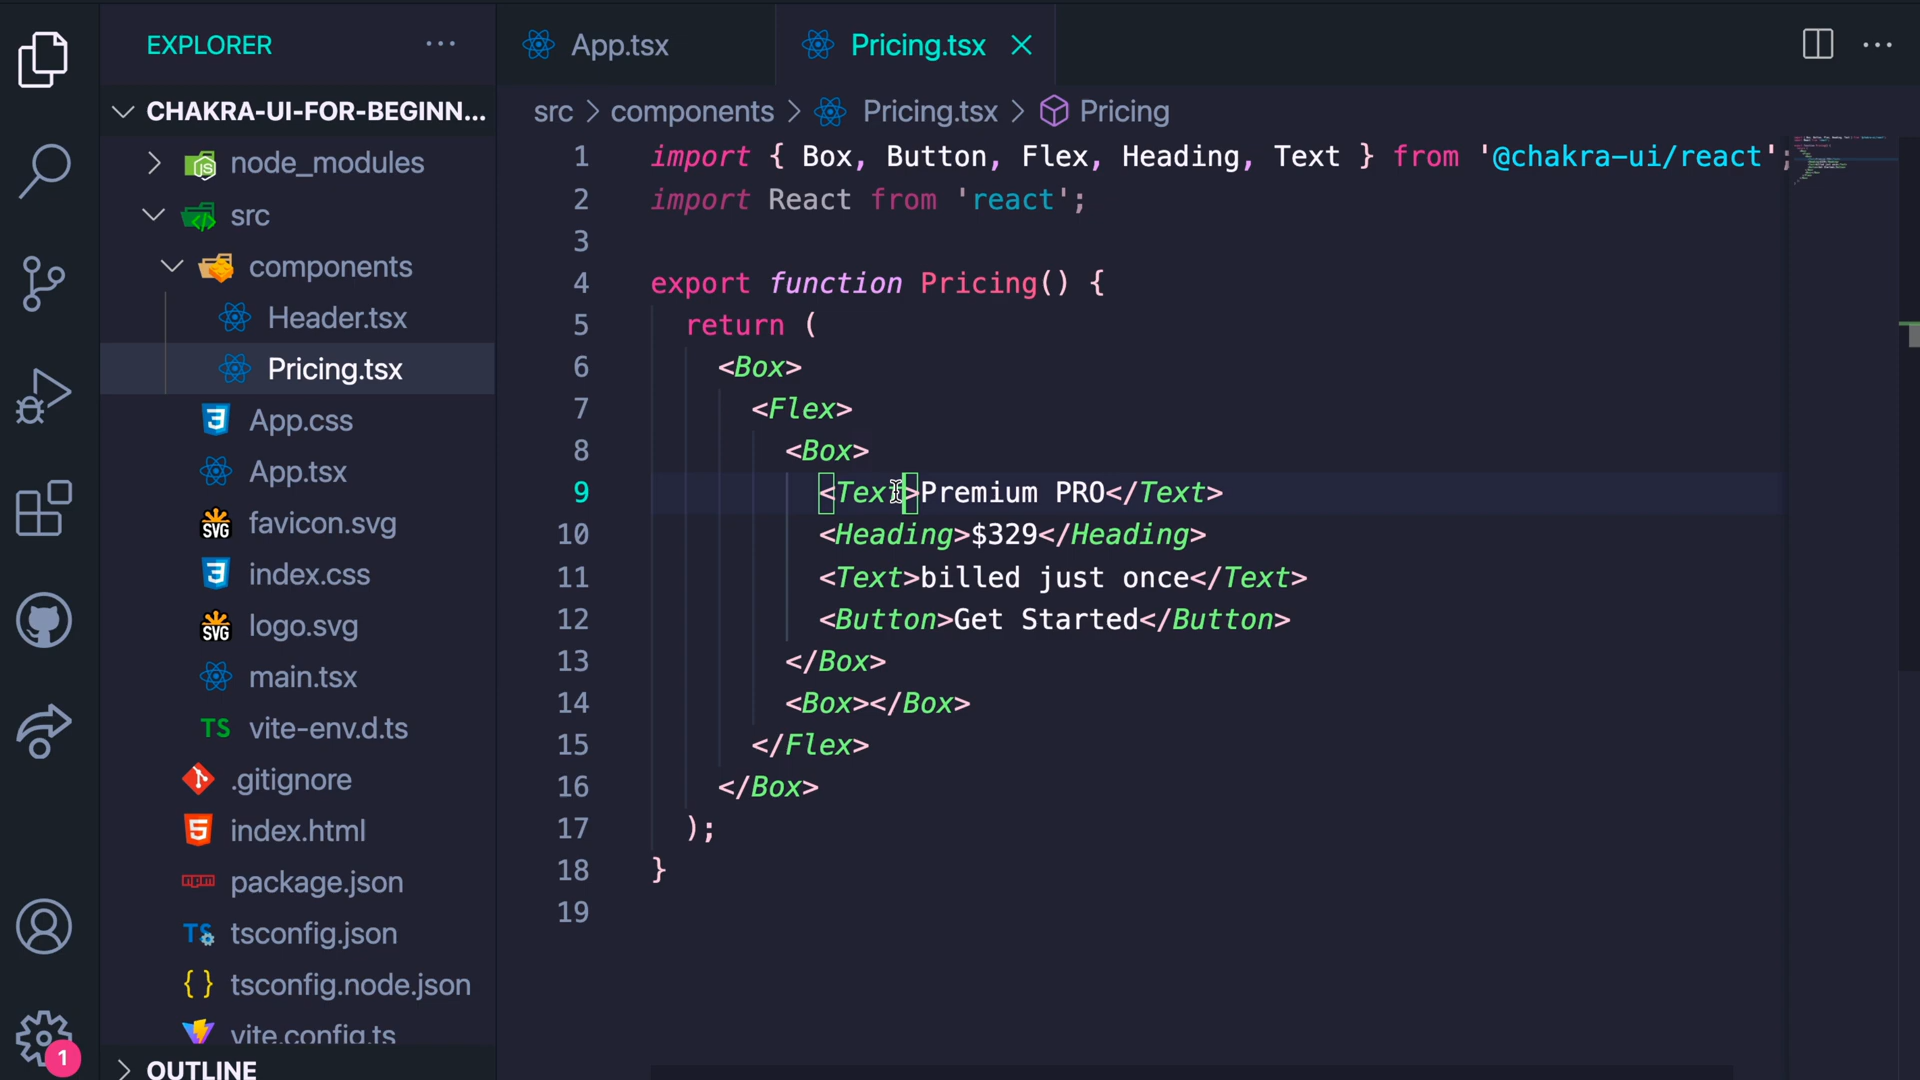 EXPLORER ...
CHAKRA-UI-FOR-BEGINN...
node_modules
src
components
Header.tsx
Pricing.tsx
App.css
App.tsx
favicon.svg
index.css
logo.svg
main.tsx
TS vite-env.d.ts
.gitignore
index.html
package.json
TS tsconfig.json
{ } tsconfig.node.json
vite.config.ts
OUTLINE
1
App.tsx
Pricing.tsx
src > components > Pricing.tsx > Pricing
1 import { Box, Button, Flex, Heading, Text } from '@chakra-ui/react';
2 import React from 'react';
3
4 export function Pricing() {
5 return (
6 <Box>
7 <Flex>
8 <Box>
9 <Text>Premium PRO</Text>
10 <Heading>$329</Heading>
11 <Text>billed just once</Text>
12 <Button>Get Started</Button>
13 </Box>
14 <Box></Box>
15 </Flex>
16 </Box>
17 );
18 }
19